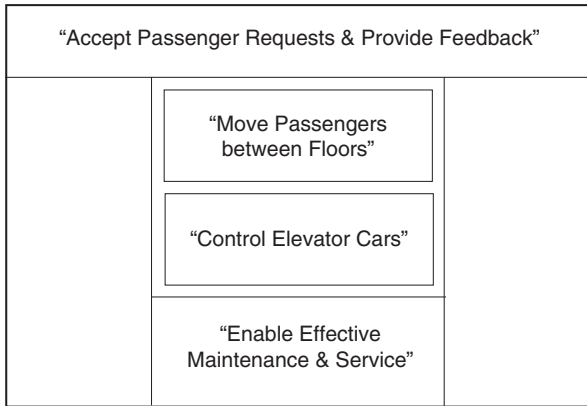 “Accept Passenger Requests & Provide Feedback”
“Move Passengers
between Floors”
“Control Elevator Cars”
“Enable Effective
Maintenance & Service”